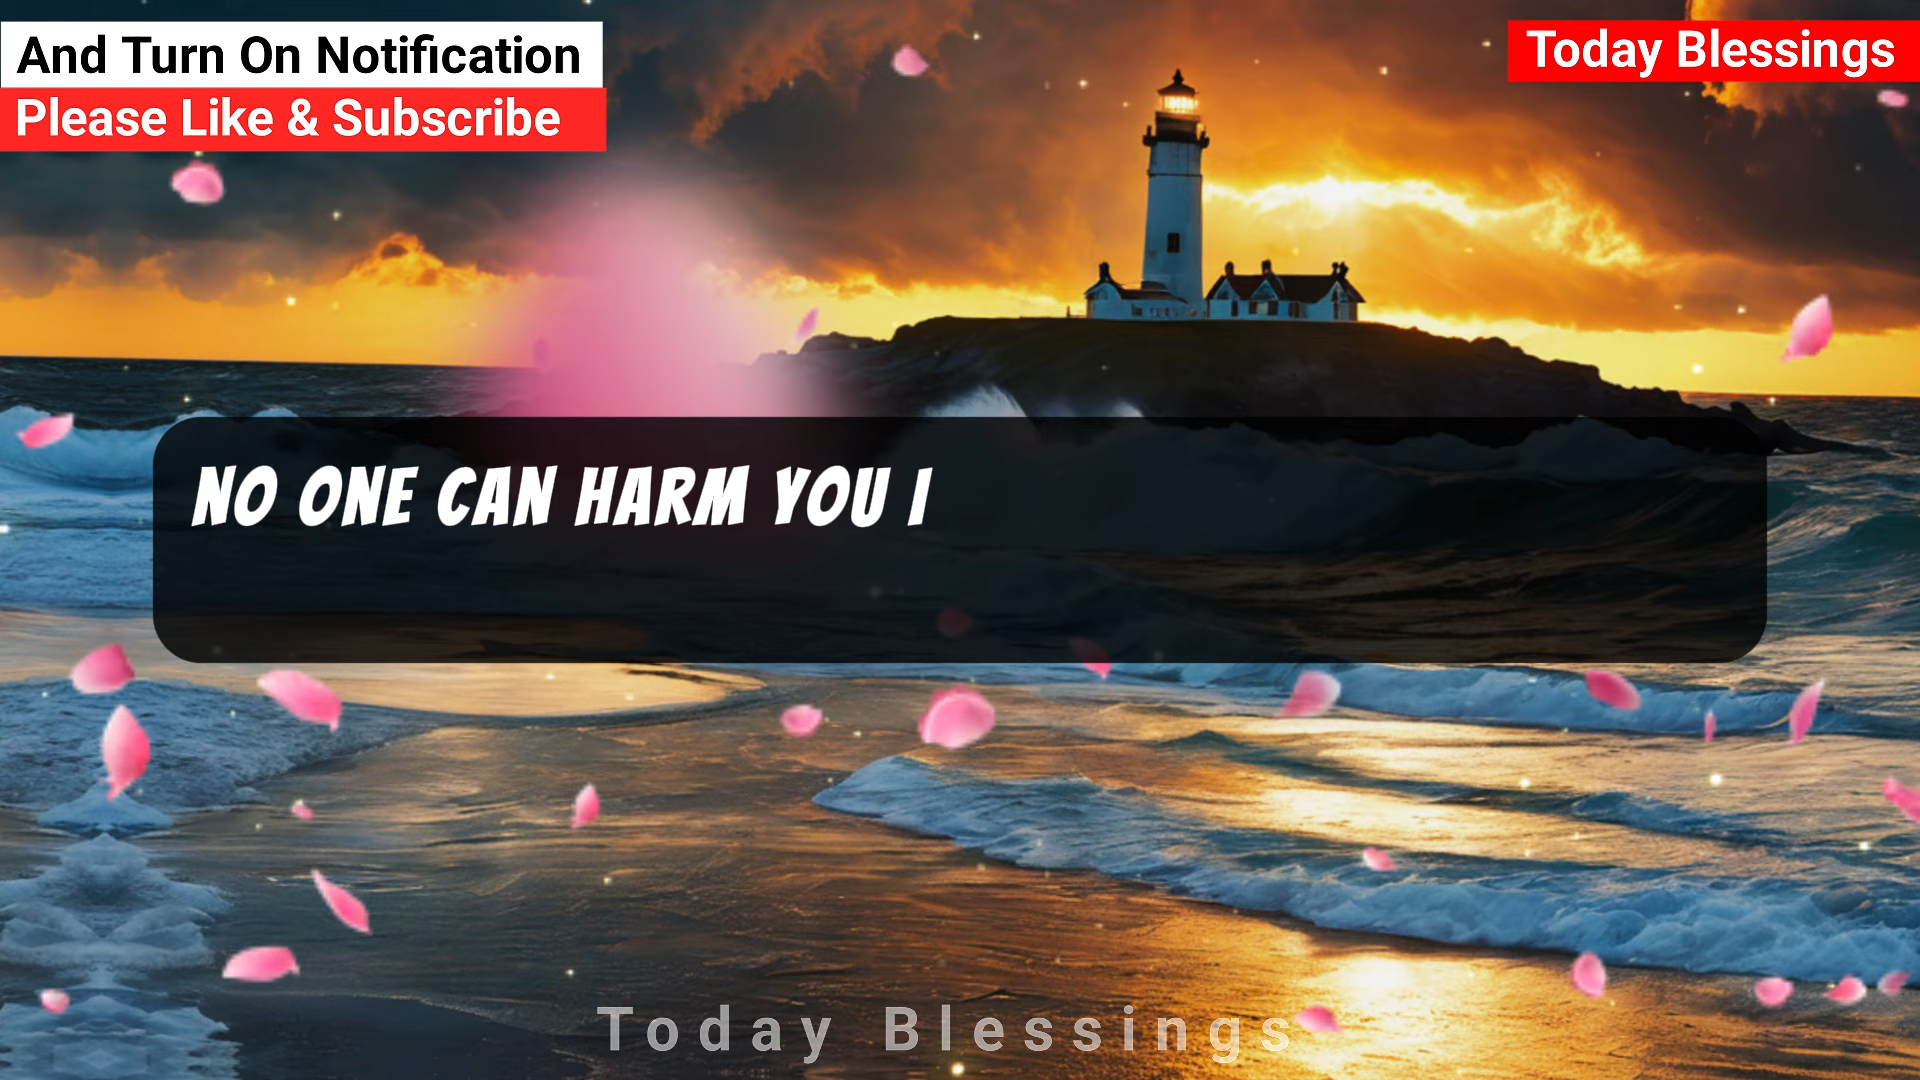 And Turn On Notification
Please Like & Subscribe
Today Blessings
NO ONE CAN HARM YOU I
Today Blessings